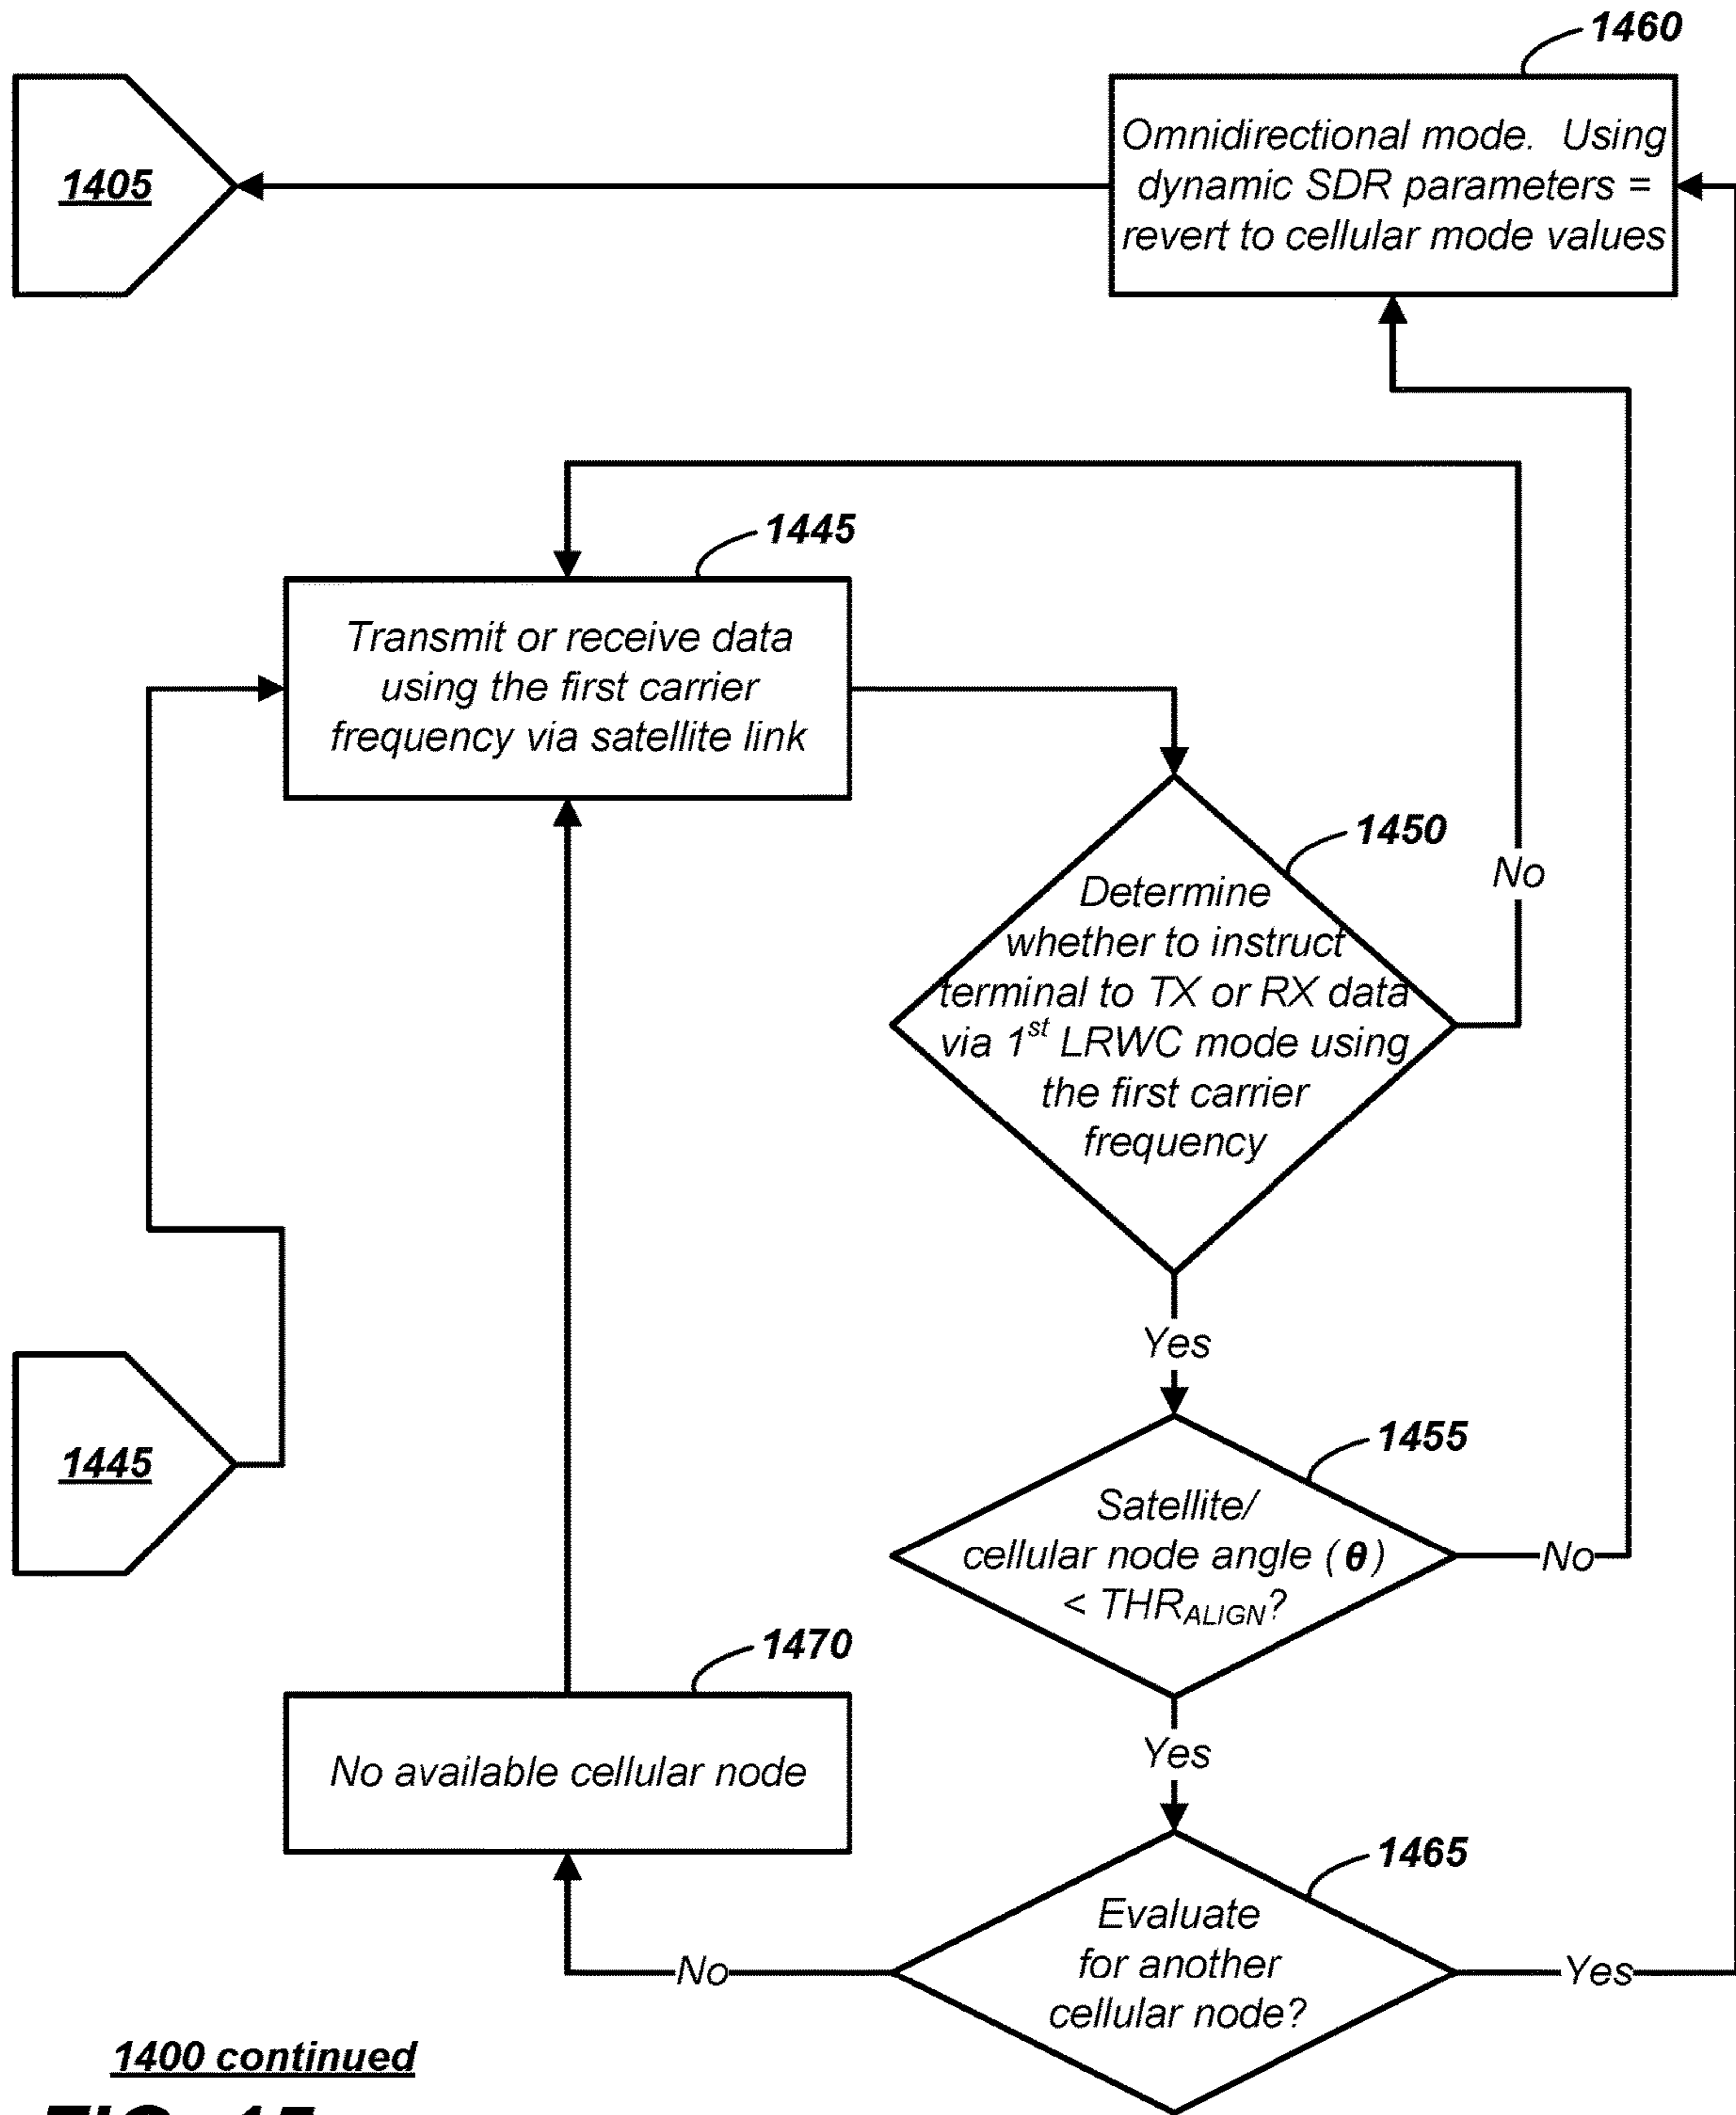 1460
Omnidirectional mode. Using
dynamic SDR parameters =
revert to cellular mode values
1405
1445
Transmit or receive data
using the first carrier
frequency via satellite link
1450
Determine
whether to instruct
terminal to TX or RX data
via 1st LRWC mode using
the first carrier
frequency
No
Yes
1445
1455
Satellite/
cellular node angle (θ)
< THRALIGN?
No
Yes
1470
No available cellular node
1465
Evaluate
for another
cellular node?
No
Yes
1400 continued